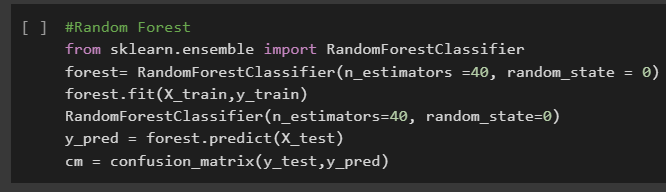 [ ] #Random Forest
from sklearn.ensemble import RandomForestClassifier
forest= RandomForestClassifier(n_estimators =40, random_state = 0)
forest.fit(X_train,y_train)
RandomForestClassifier(n_estimators=40, random_state=0)
y_pred = forest.predict(X_test)
cm = confusion_matrix(y_test,y_pred)